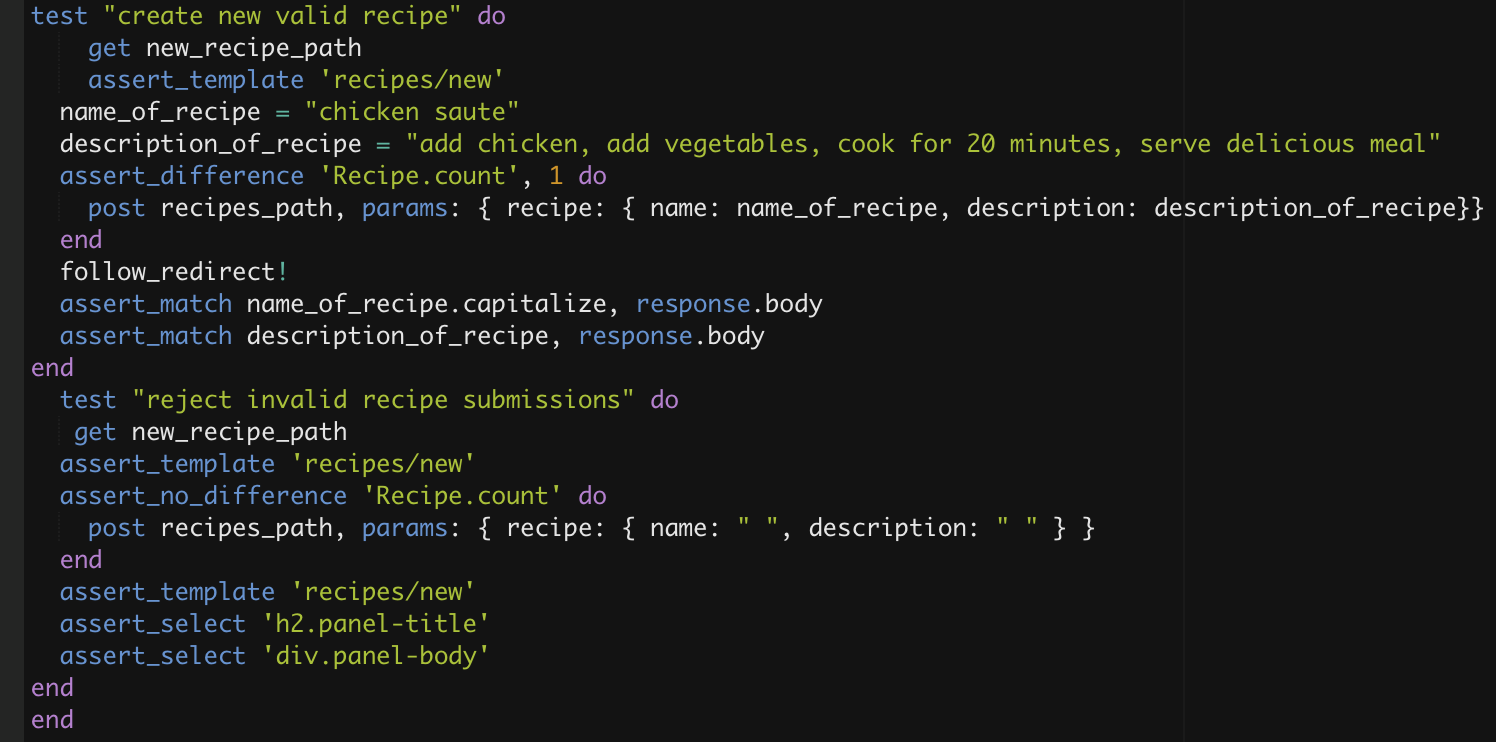 test "create new valid recipe" do
get new_recipe_path
assert_template 'recipes/new'
name_of_recipe = "chicken saute"
description_of_recipe = "add chicken, add vegetables, cook for 20 minutes, serve delicious meal"
assert_difference 'Recipe.count', 1 do
post recipes_path, params: { recipe: { name: name_of_recipe, description: description_of_recipe}}
end
follow_redirect!
assert_match name_of_recipe.capitalize, response.body
assert_match description_of_recipe, response.body
end
test "reject invalid recipe submissions" do
get new_recipe_path
assert_template 'recipes/new'
assert_no_difference 'Recipe.count' do
post recipes_path, params: { recipe: { name: " ", description: " " } }
end
assert_template 'recipes/new'
assert_select 'h2.panel-title'
assert_select 'div.panel-body'
end
end